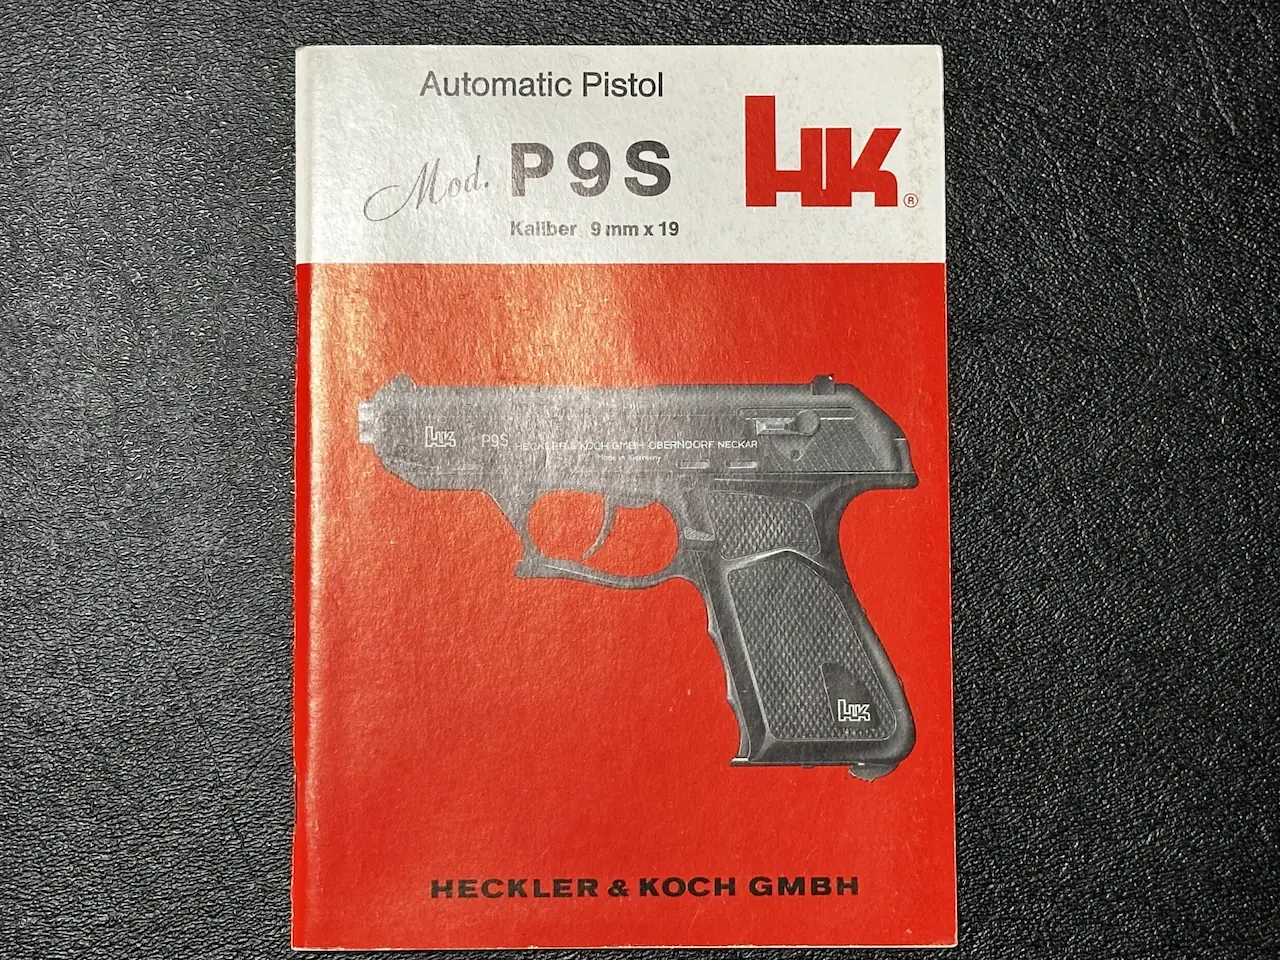 Automatic Pistol
Mod. P9S
Kaliber 9 mm x 19
HK ®
HK P9S HECKLER & KOCH GMBH OBERNDORF NECKAR
Made in Germany
HK
HECKLER & KOCH GMBH